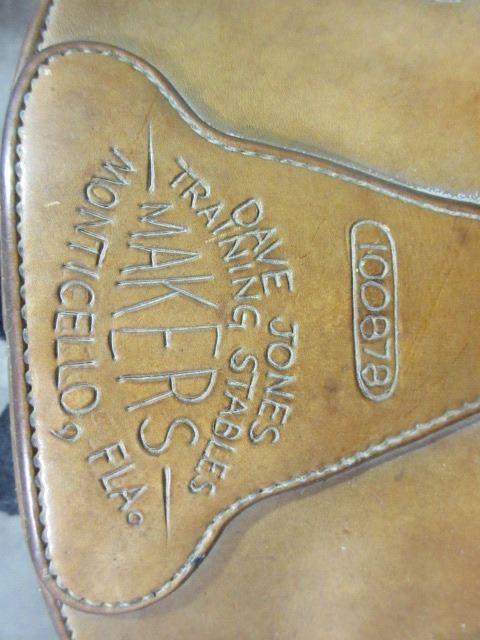 100878
DAVE JONES
TRAINING STABLES
MAKERS
MONTICELLO, FLA.